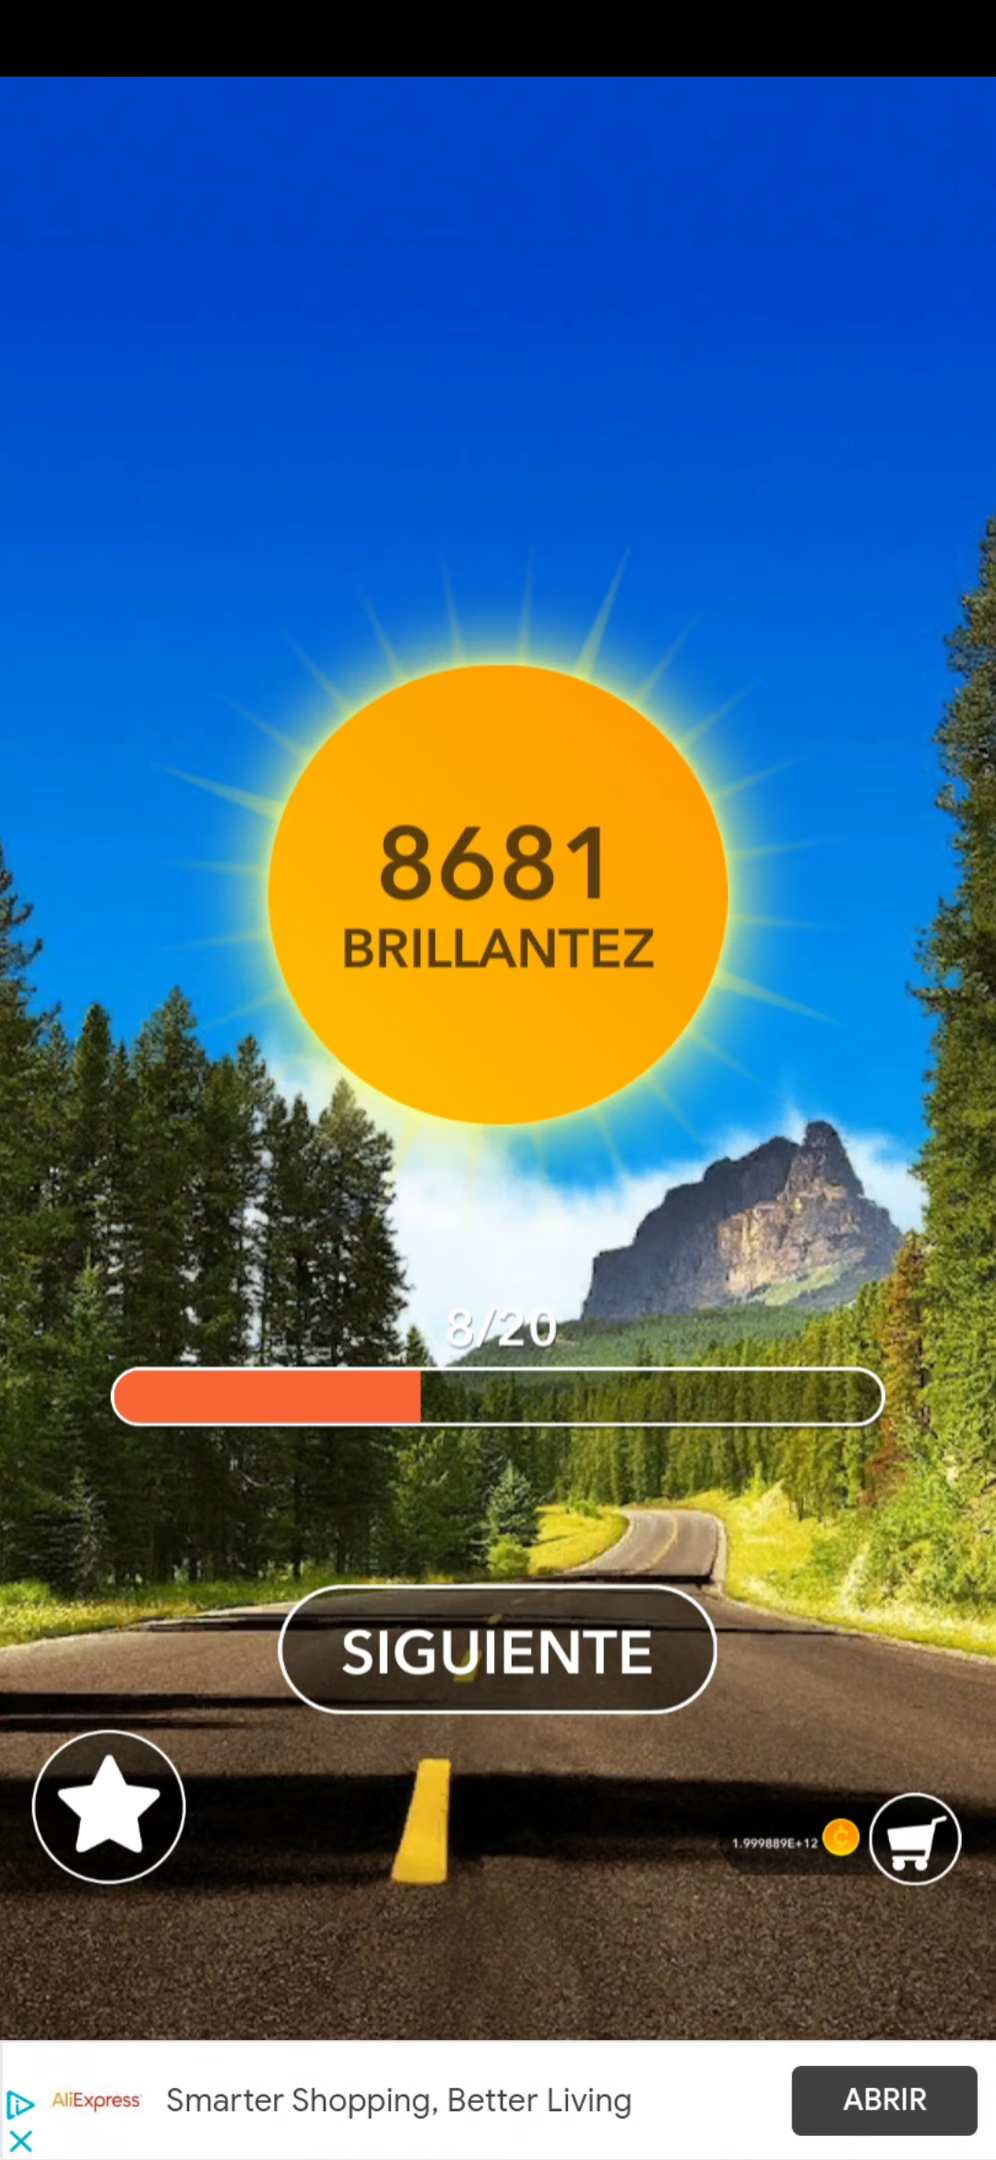 8681
BRILLANTEZ
8/20
SIGUIENTE
1.999889E+12
AliExpress
Smarter Shopping, Better Living
ABRIR